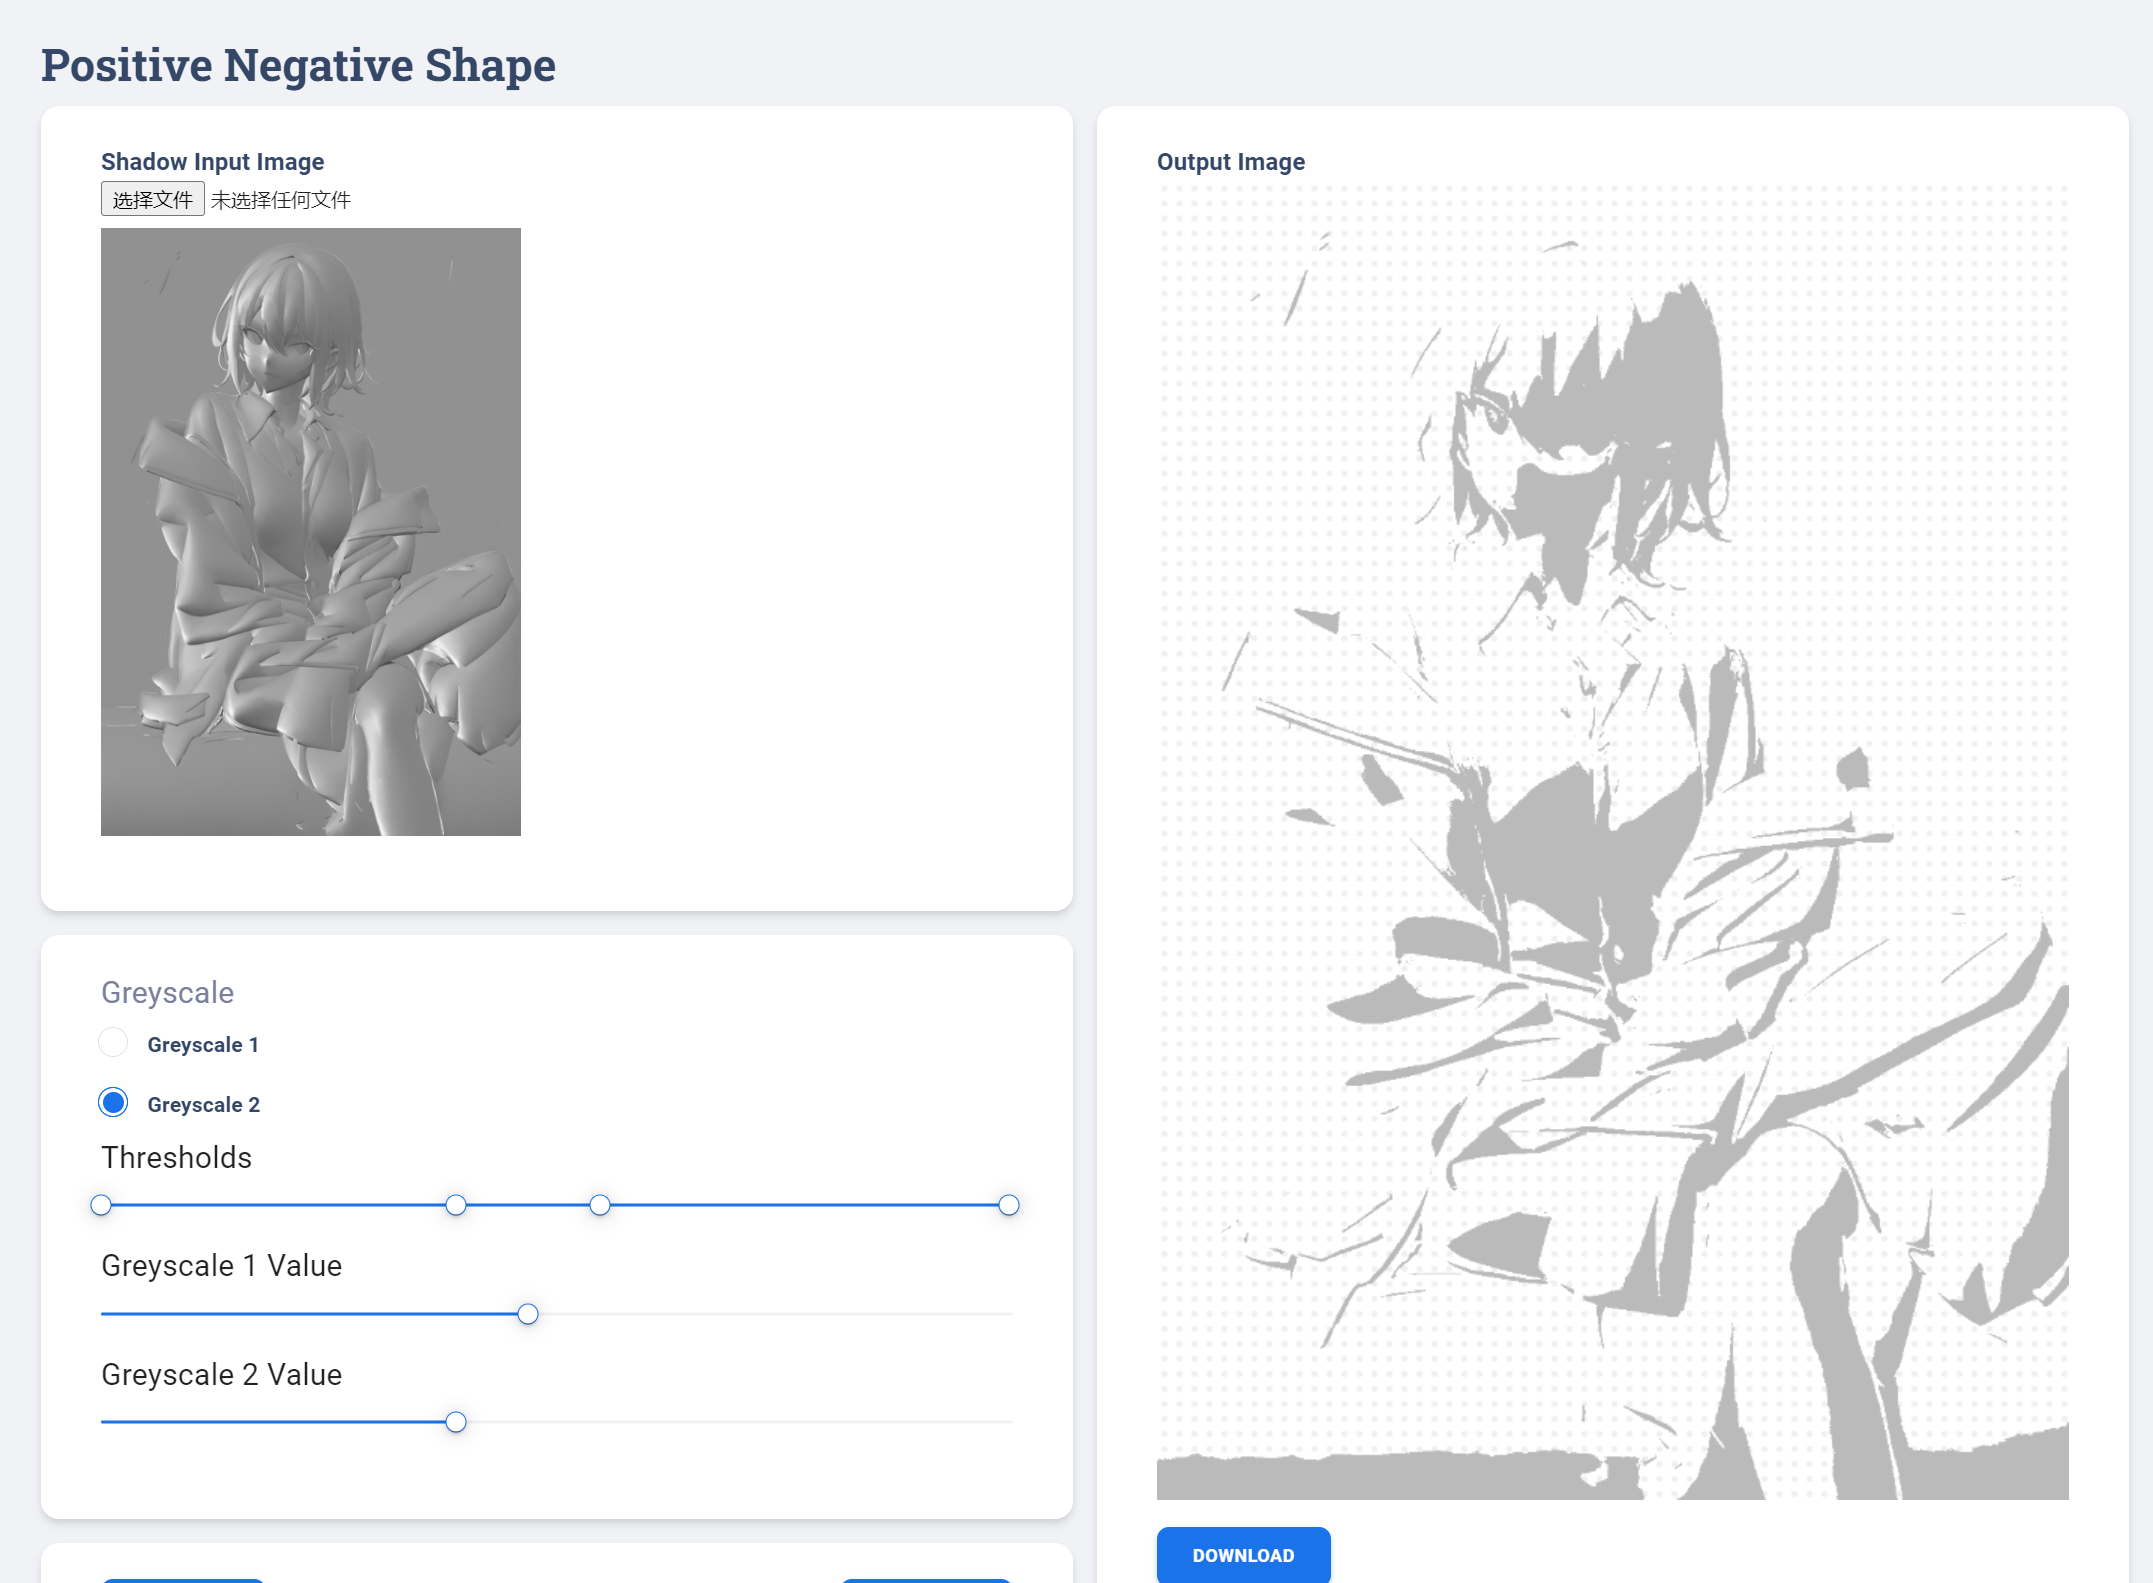 Positive Negative Shape
Shadow Input Image
选择文件 未选择任何文件
Greyscale
Greyscale 1
Greyscale 2
Thresholds
Greyscale 1 Value
Greyscale 2 Value
Output Image
DOWNLOAD